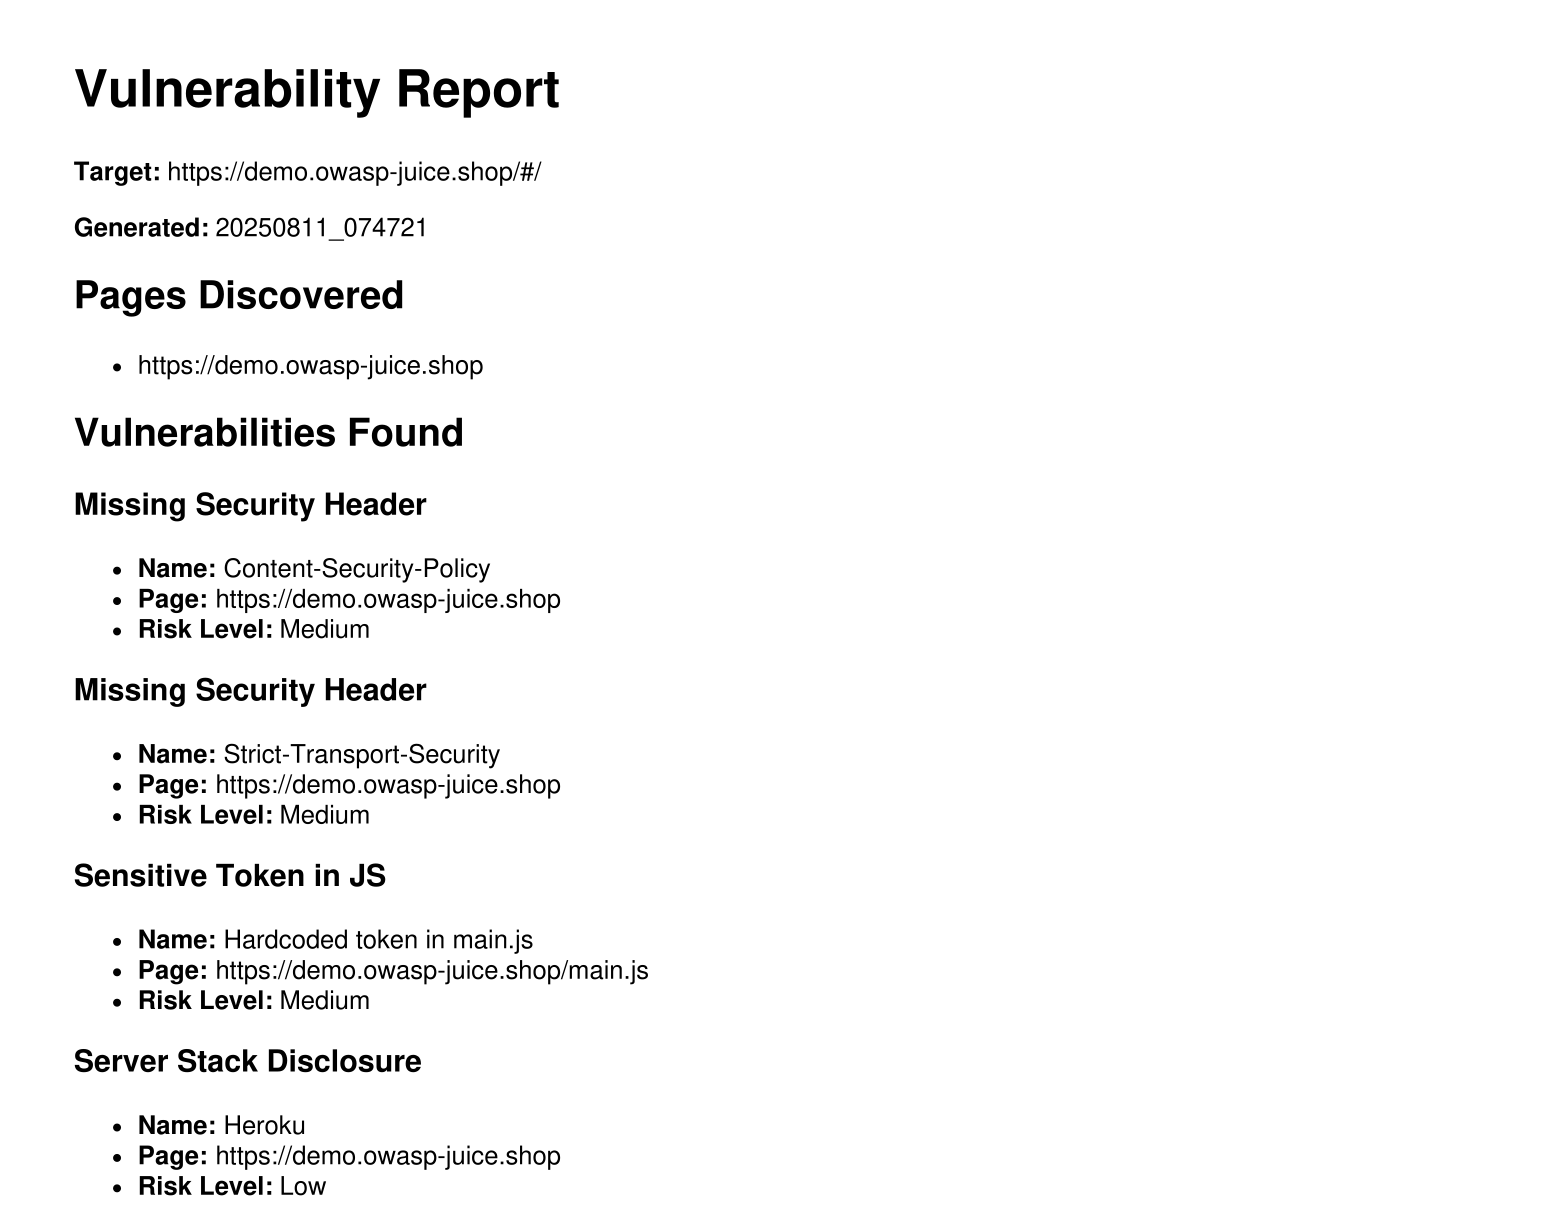 Vulnerability Report
Target: https://demo.owasp-juice.shop/#/
Generated: 20250811_074721
Pages Discovered
• https://demo.owasp-juice.shop
Vulnerabilities Found
Missing Security Header
• Name: Content-Security-Policy
• Page: https://demo.owasp-juice.shop
• Risk Level: Medium
Missing Security Header
• Name: Strict-Transport-Security
• Page: https://demo.owasp-juice.shop
• Risk Level: Medium
Sensitive Token in JS
• Name: Hardcoded token in main.js
• Page: https://demo.owasp-juice.shop/main.js
• Risk Level: Medium
Server Stack Disclosure
• Name: Heroku
• Page: https://demo.owasp-juice.shop
• Risk Level: Low